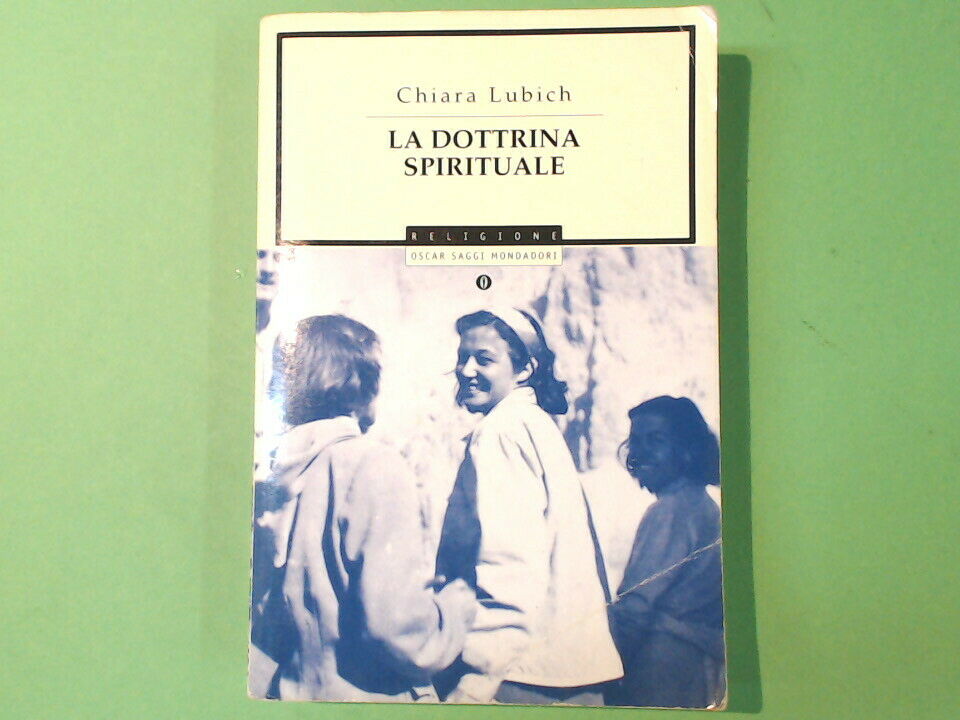 Chiara Lubich
LA DOTTRINA
SPIRITUALE
RELIGIONE
OSCAR SAGGI MONDADORI